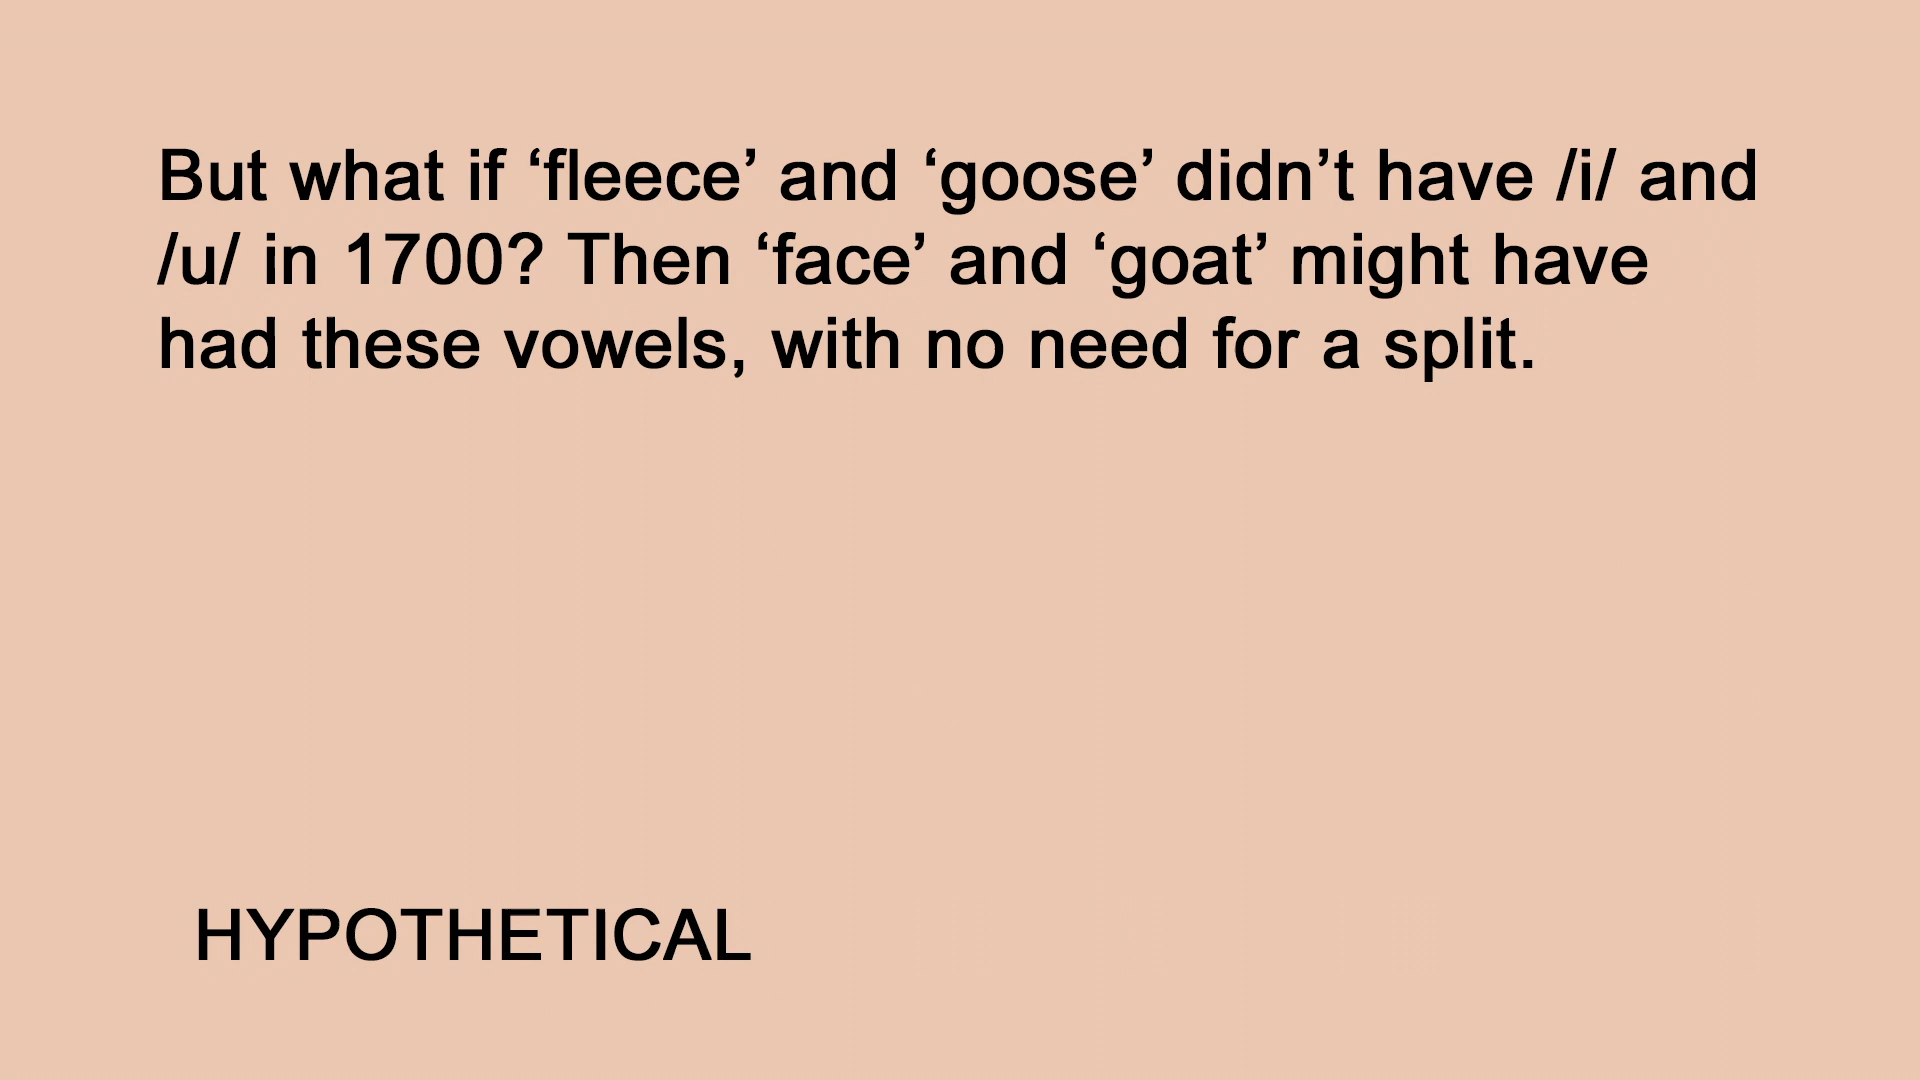 But what if ‘fleece’ and ‘goose’ didn’t have /i/ and
/u/ in 1700? Then ‘face’ and ‘goat’ might have
had these vowels, with no need for a split.
HYPOTHETICAL